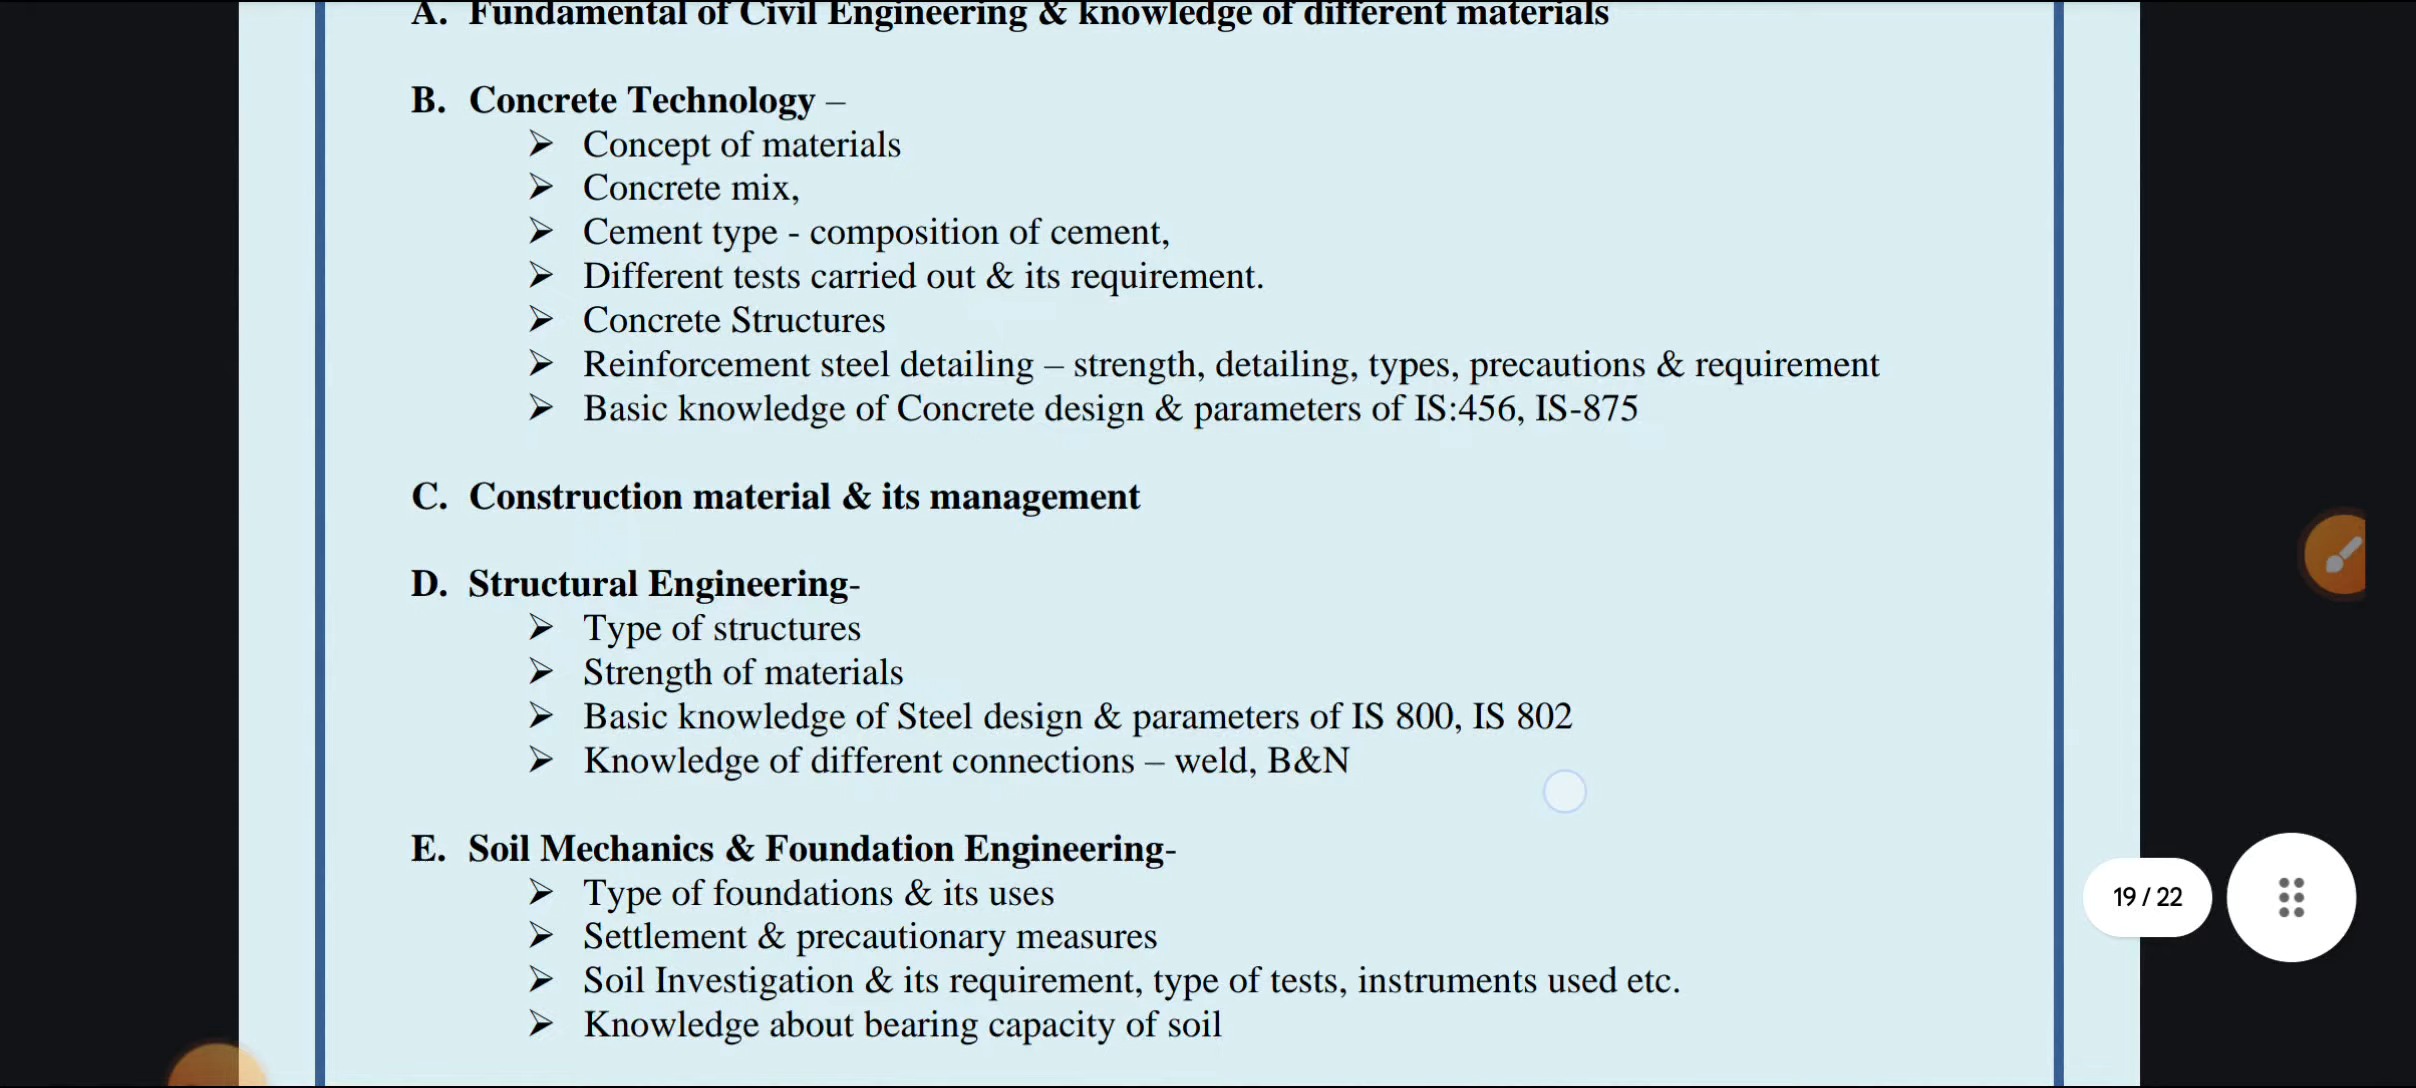 A. Fundamental of Civil Engineering & knowledge of different materials
B. Concrete Technology –
➢ Concept of materials
➢ Concrete mix,
➢ Cement type - composition of cement,
➢ Different tests carried out & its requirement.
➢ Concrete Structures
➢ Reinforcement steel detailing – strength, detailing, types, precautions & requirement
➢ Basic knowledge of Concrete design & parameters of IS:456, IS-875
C. Construction material & its management
D. Structural Engineering-
➢ Type of structures
➢ Strength of materials
➢ Basic knowledge of Steel design & parameters of IS 800, IS 802
➢ Knowledge of different connections – weld, B&N
E. Soil Mechanics & Foundation Engineering-
➢ Type of foundations & its uses
➢ Settlement & precautionary measures
➢ Soil Investigation & its requirement, type of tests, instruments used etc.
➢ Knowledge about bearing capacity of soil
19 / 22